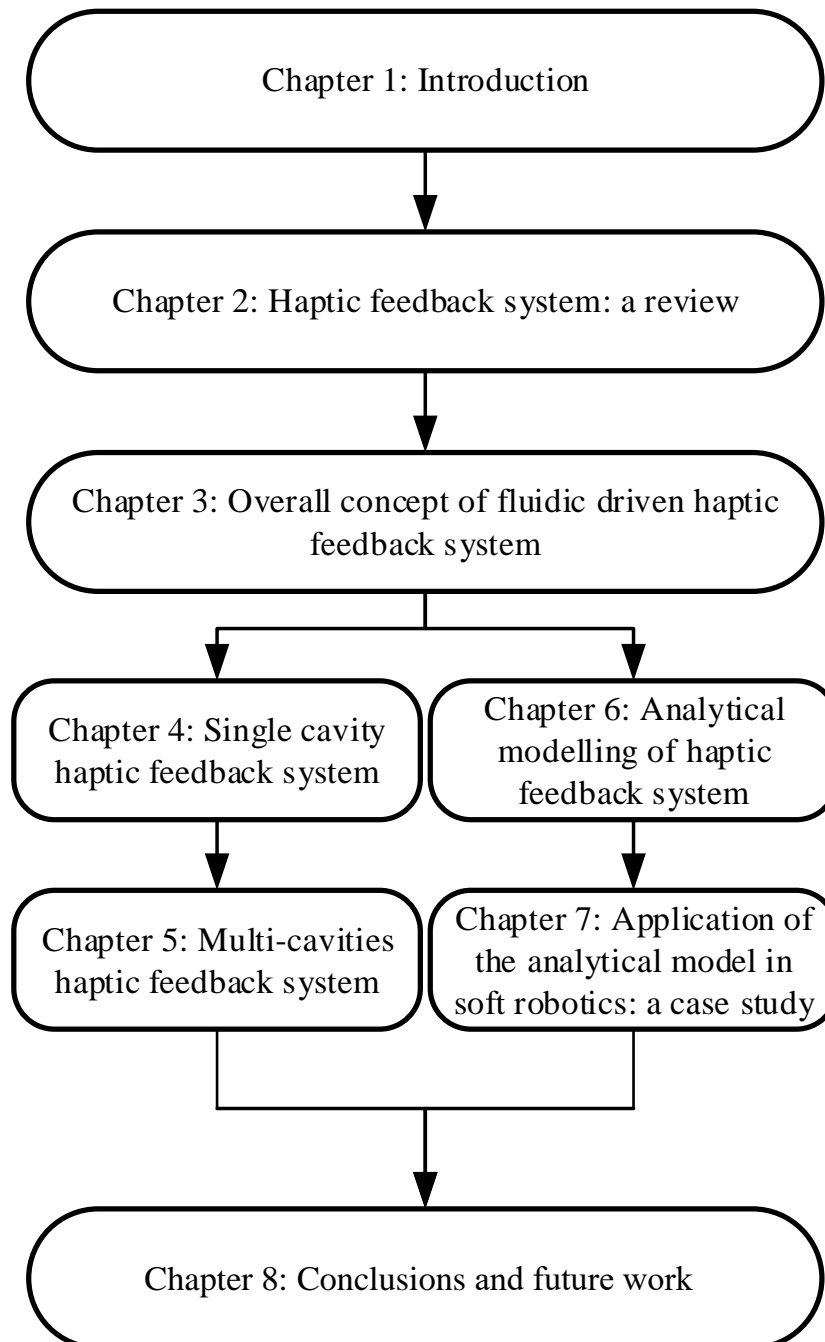 Chapter 1: Introduction
Chapter 2: Haptic feedback system: a review
Chapter 3: Overall concept of fluidic driven haptic
feedback system
Chapter 4: Single cavity
haptic feedback system
Chapter 6: Analytical
modelling of haptic
feedback system
Chapter 5: Multi-cavities
haptic feedback system
Chapter 7: Application of
the analytical model in
soft robotics: a case study
Chapter 8: Conclusions and future work